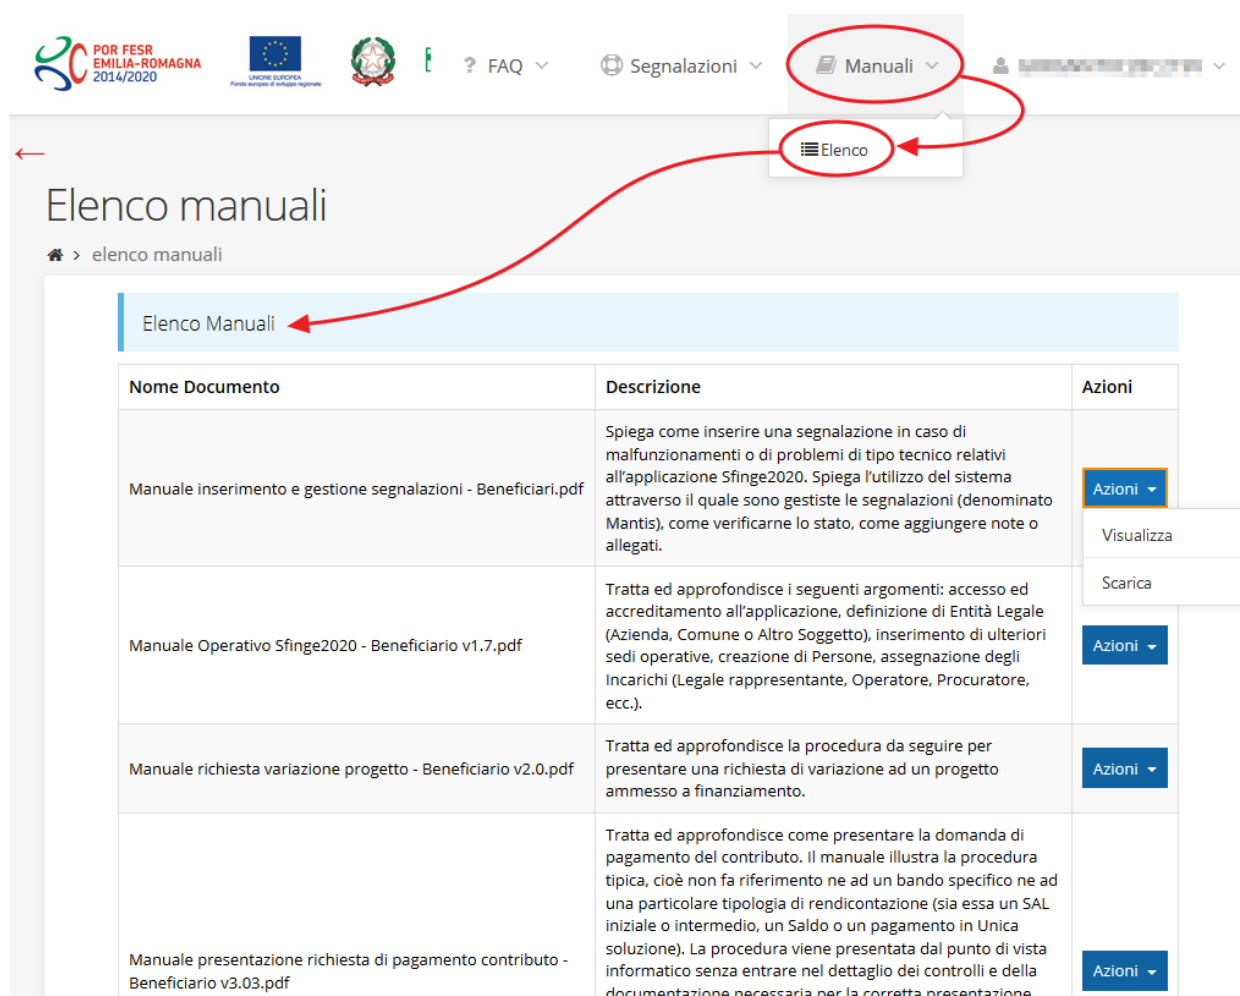 POR FESR
EMILIA-ROMAGNA
2014/2020
UNIONE EUROPEA
Fondo europeo di sviluppo regionale
? FAQ
Segnalazioni
Manuali
Elenco
Elenco manuali
> elenco manuali
Elenco Manuali
Nome Documento Descrizione Azioni
Spiega come inserire una segnalazione in caso di
malfunzionamenti o di problemi di tipo tecnico relativi
all'applicazione Sfinge2020. Spiega l'utilizzo del sistema
attraverso il quale sono gestiste le segnalazioni (denominato
Mantis), come verificarne lo stato, come aggiungere note o
allegati.
Manuale inserimento e gestione segnalazioni - Beneficiari.pdf
Azioni
Visualizza
Scarica
Tratta ed approfondisce i seguenti argomenti: accesso ed
accreditamento all'applicazione, definizione di Entità Legale
(Azienda, Comune o Altro Soggetto), inserimento di ulteriori
sedi operative, creazione di Persone, assegnazione degli
Incarichi (Legale rappresentante, Operatore, Procuratore,
ecc.).
Manuale Operativo Sfinge2020 - Beneficiario v1.7.pdf
Azioni
Tratta ed approfondisce la procedura da seguire per
presentare una richiesta di variazione ad un progetto
ammesso a finanziamento.
Manuale richiesta variazione progetto - Beneficiario v2.0.pdf
Azioni
Tratta ed approfondisce come presentare la domanda di
pagamento del contributo. Il manuale illustra la procedura
tipica, cioè non fa riferimento ne ad un bando specifico ne ad
una particolare tipologia di rendicontazione (sia essa un SAL
iniziale o intermedio, un Saldo o un pagamento in Unica
soluzione). La procedura viene presentata dal punto di vista
informatico senza entrare nel dettaglio dei controlli e della
documentazione necessaria per la corretta presentazione
Manuale presentazione richiesta di pagamento contributo -
Beneficiario v3.03.pdf
Azioni